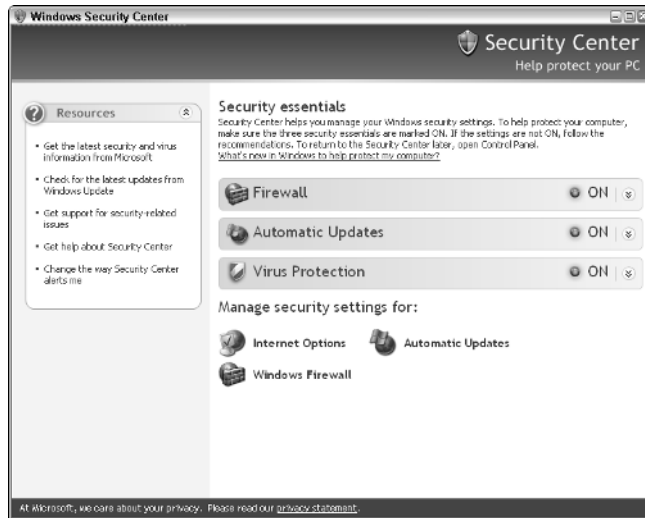 Windows Security Center
Security Center
Help protect your PC
Resources
• Get the latest security and virus
information from Microsoft
• Check for the latest updates from
Windows Update
• Get support for security-related
issues
• Get help about Security Center
• Change the way Security Center
alerts me
Security essentials
Security Center helps you manage your Windows security settings. To help protect your computer,
make sure the three security essentials are marked ON. If the settings are not ON, follow the
recommendations. To return to the Security Center later, open Control Panel.
What's new in Windows to help protect my computer?
Firewall ON
Automatic Updates ON
Virus Protection ON
Manage security settings for:
Internet Options Automatic Updates
Windows Firewall
At Microsoft, we care about your privacy. Please read our privacy statement.